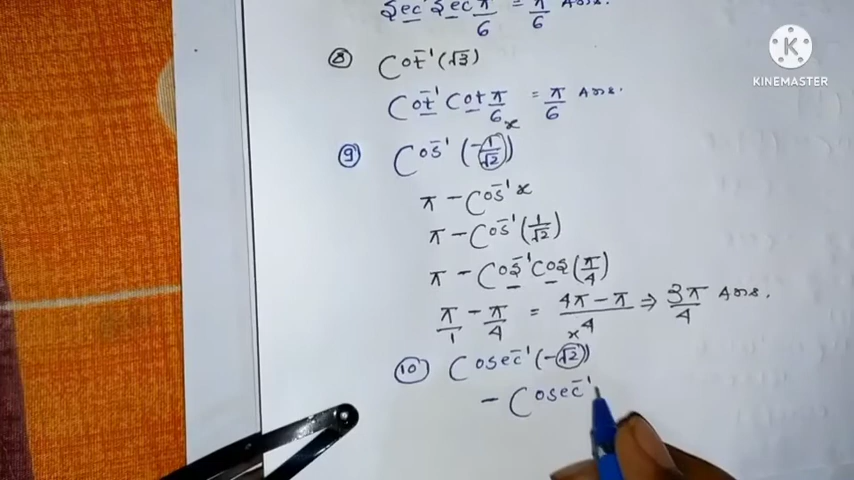 Sec⁻¹ Sec π/6 = π/6 Ans.
⑧ Cot⁻¹(√3)
Cot⁻¹ Cot π/6 = π/6 Ans.
⑨ Cos⁻¹(-1/√2) x
π - Cos⁻¹x
π - Cos⁻¹(1/√2)
π - Cos⁻¹Cos(π/4)
π/1 - π/4 = 4π-π/4 ⇒ 3π/4 Ans.
⑩ Cosec⁻¹(-√2) x
- Cosec⁻¹
K
KINEMASTER